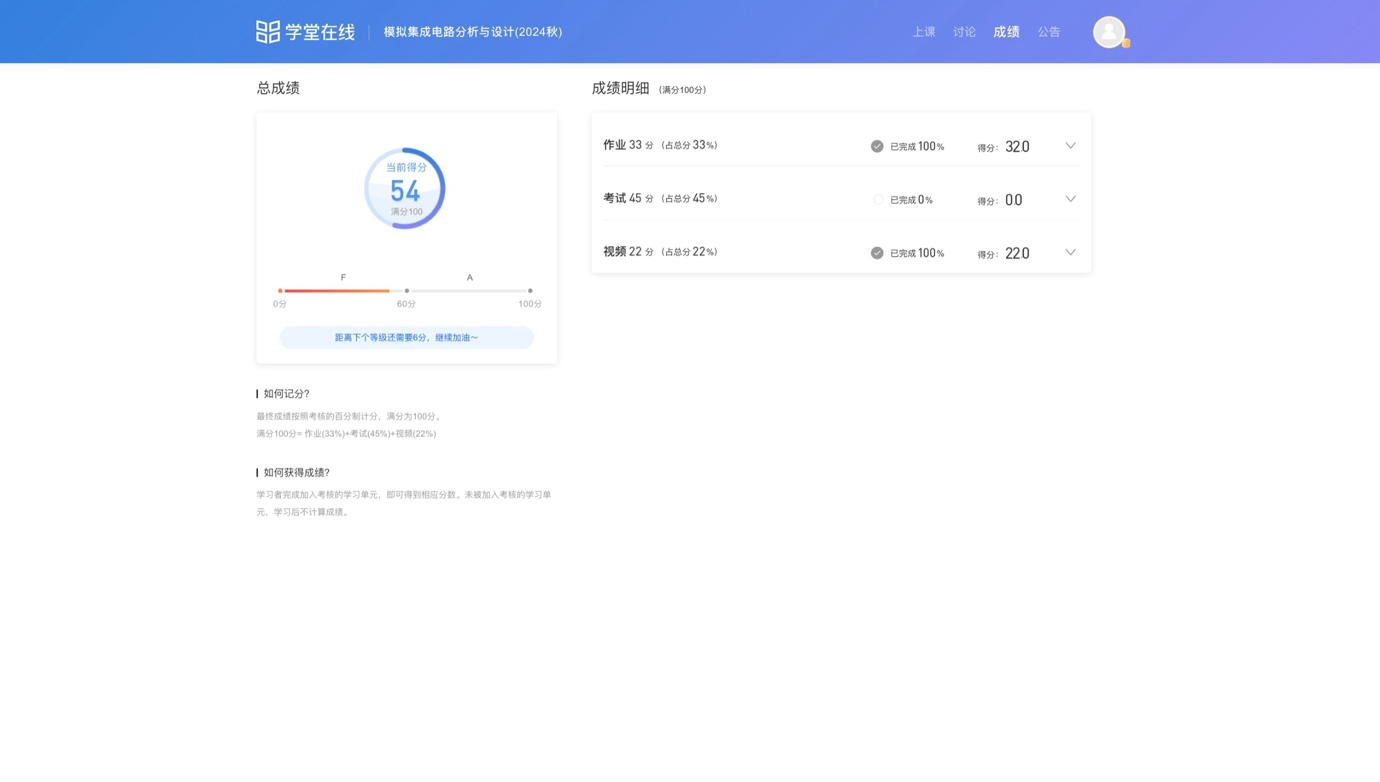 学堂在线
模拟集成电路分析与设计(2024秋)
上课 讨论 成绩 公告
总成绩
当前得分
54
满分100
F A
0分 60分 100分
距离下个等级还需要6分，继续加油～
如何记分?
最终成绩按照考核的百分制计分，满分为100分。
满分100分= 作业(33%)+考试(45%)+视频(22%)
如何获得成绩?
学习者完成加入考核的学习单元，即可得到相应分数。未被加入考核的学习单
元，学习后不计算成绩。
成绩明细 (满分100分)
作业 33 分 (占总分 33%) 已完成 100% 得分: 32.0
考试 45 分 (占总分 45%) 已完成 0% 得分: 0.0
视频 22 分 (占总分 22%) 已完成 100% 得分: 22.0